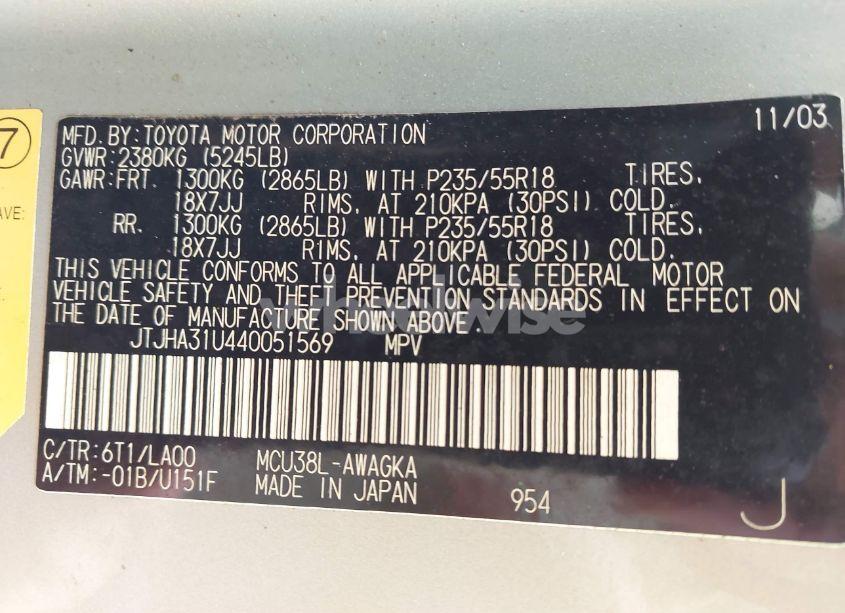 11/03
7
MFD.BY:TOYOTA MOTOR CORPORATION
GVWR:2380KG (5245LB)
GAWR:FRT. 1300KG (2865LB) WITH P235/55R18 TIRES.
18X7JJ RIMS. AT 210KPA (30PSI) COLD.
RR. 1300KG (2865LB) WITH P235/55R18 TIRES.
18X7JJ RIMS. AT 210KPA (30PSI) COLD.
AVE:
THIS VEHICLE CONFORMS TO ALL APPLICABLE FEDERAL MOTOR
VEHICLE SAFETY AND THEFT PREVENTION STANDARDS IN EFFECT ON
THE DATE OF MANUFACTURE SHOWN ABOVE.
wheelwise
JTJHA31U440051569 MPV
C/TR:6T1/LA00 MCU38L-AWAGKA
A/TM:-01B/U151F MADE IN JAPAN 954 J